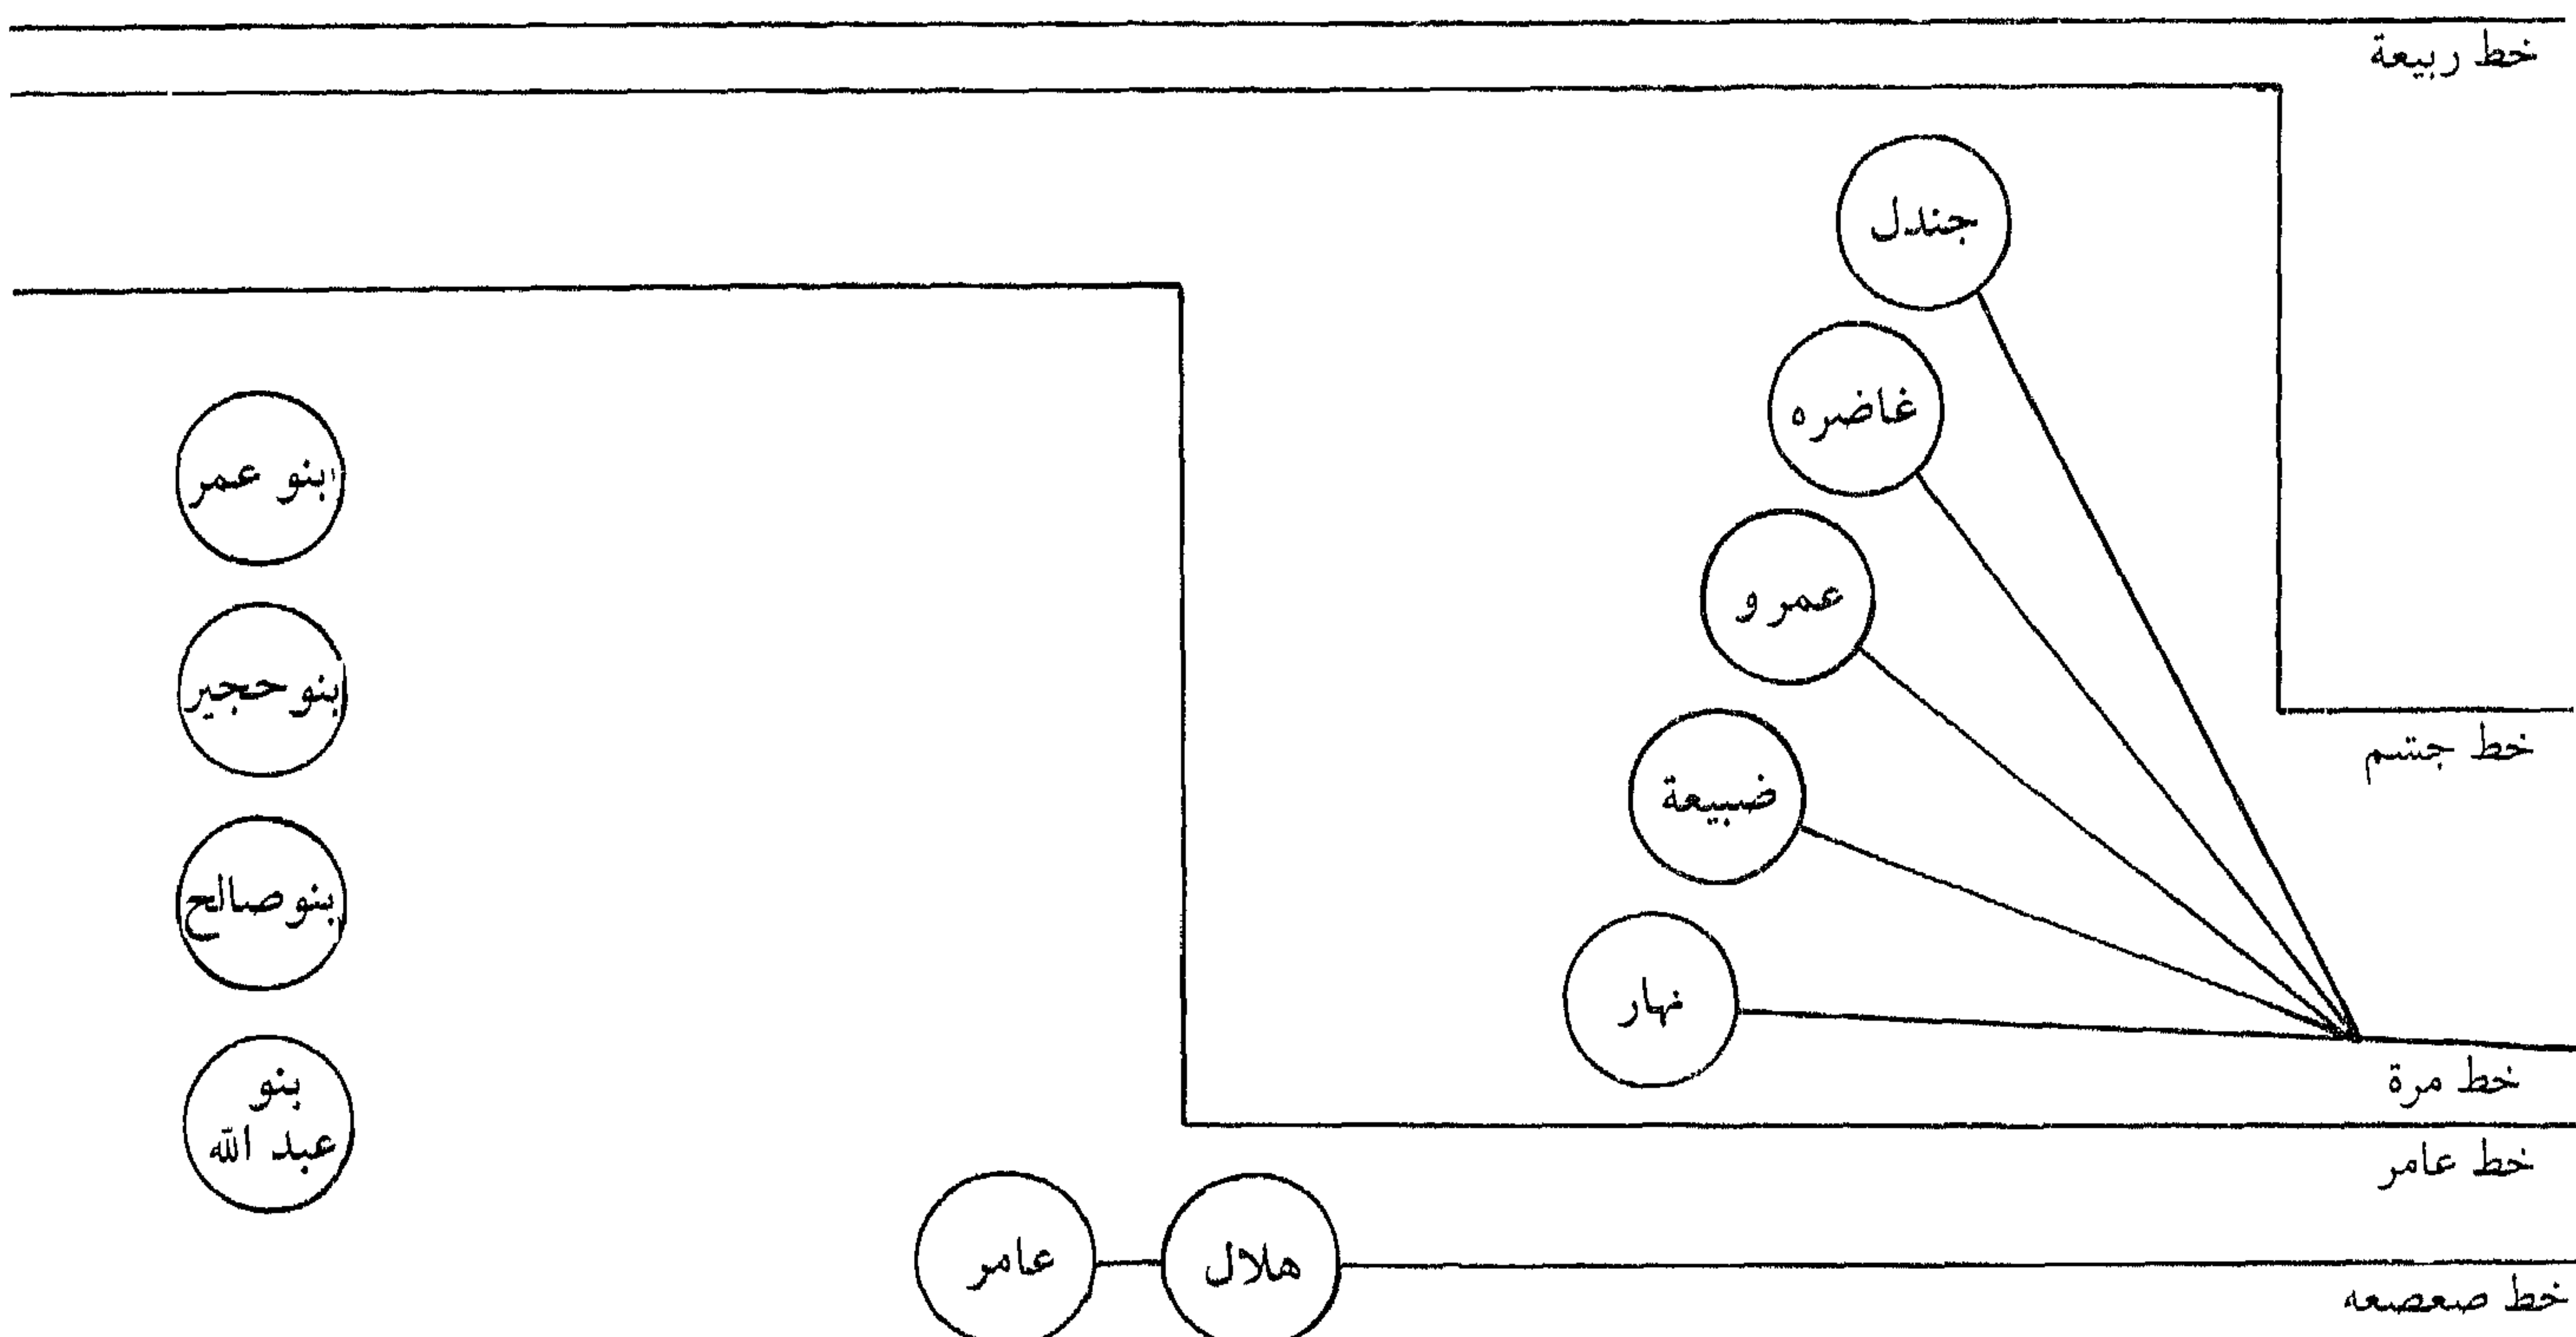 خط ربيعة
جندل
غاضره
عمرو
ضبيعة
نهار
خط جشم
خط مرة
خط عامر
هلال
عامر
خط صعصعه
بنو عمر
بنو حجير
بنو صالح
بنو
عبد الله